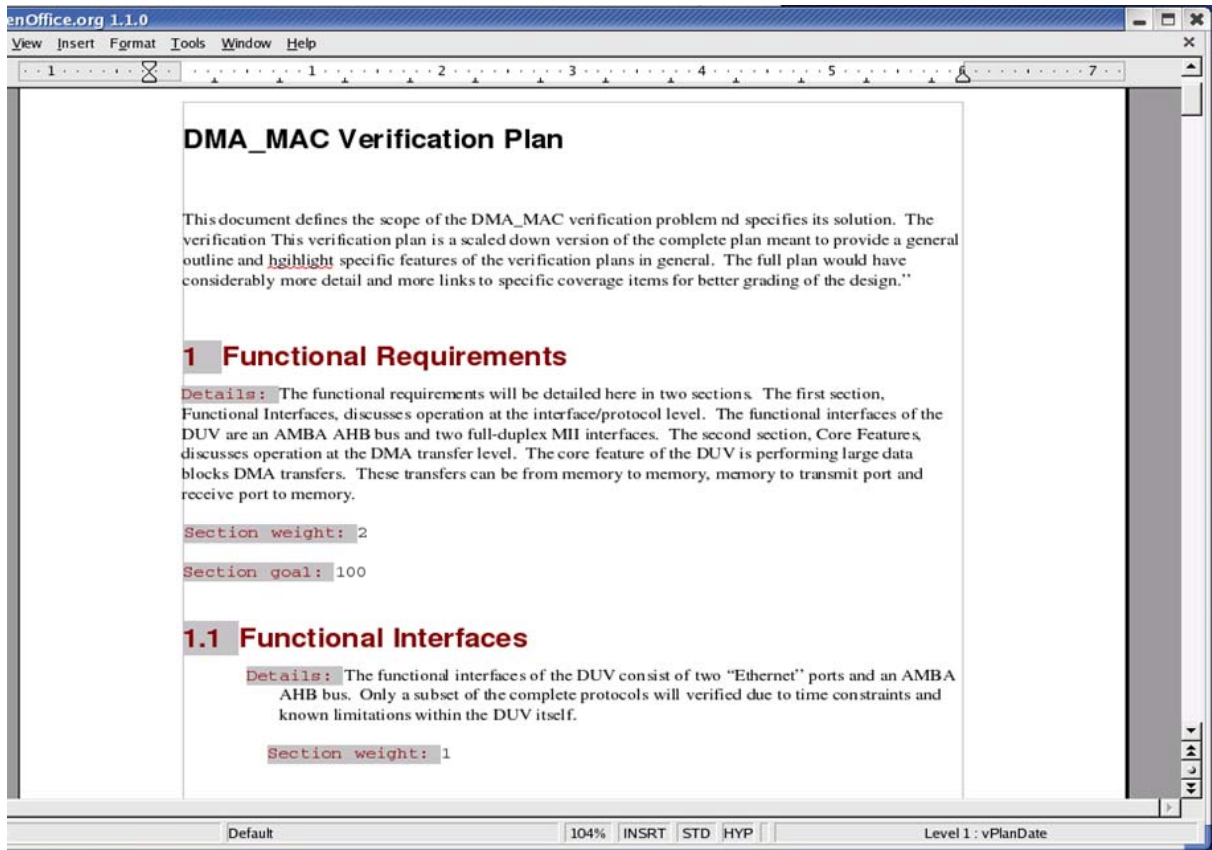 enOffice.org 1.1.0
View Insert Format Tools Window Help
1 1 2 3 4 5 6 7
DMA_MAC Verification Plan
This document defines the scope of the DMA_MAC verification problem nd specifies its solution. The
verification This verification plan is a scaled down version of the complete plan meant to provide a general
outline and hgihlight specific features of the verification plans in general. The full plan would have
considerably more detail and more links to specific coverage items for better grading of the design.”
1 Functional Requirements
Details: The functional requirements will be detailed here in two sections. The first section,
Functional Interfaces, discusses operation at the interface/protocol level. The functional interfaces of the
DUV are an AMBA AHB bus and two full-duplex MII interfaces. The second section, Core Features,
discusses operation at the DMA transfer level. The core feature of the DUV is performing large data
blocks DMA transfers. These transfers can be from memory to memory, memory to transmit port and
receive port to memory.
Section weight: 2
Section goal: 100
1.1 Functional Interfaces
Details: The functional interfaces of the DUV consist of two “Ethernet” ports and an AMBA
AHB bus. Only a subset of the complete protocols will verified due to time constraints and
known limitations within the DUV itself.
Section weight: 1
Default 104% INSRT STD HYP Level 1 : vPlanDate